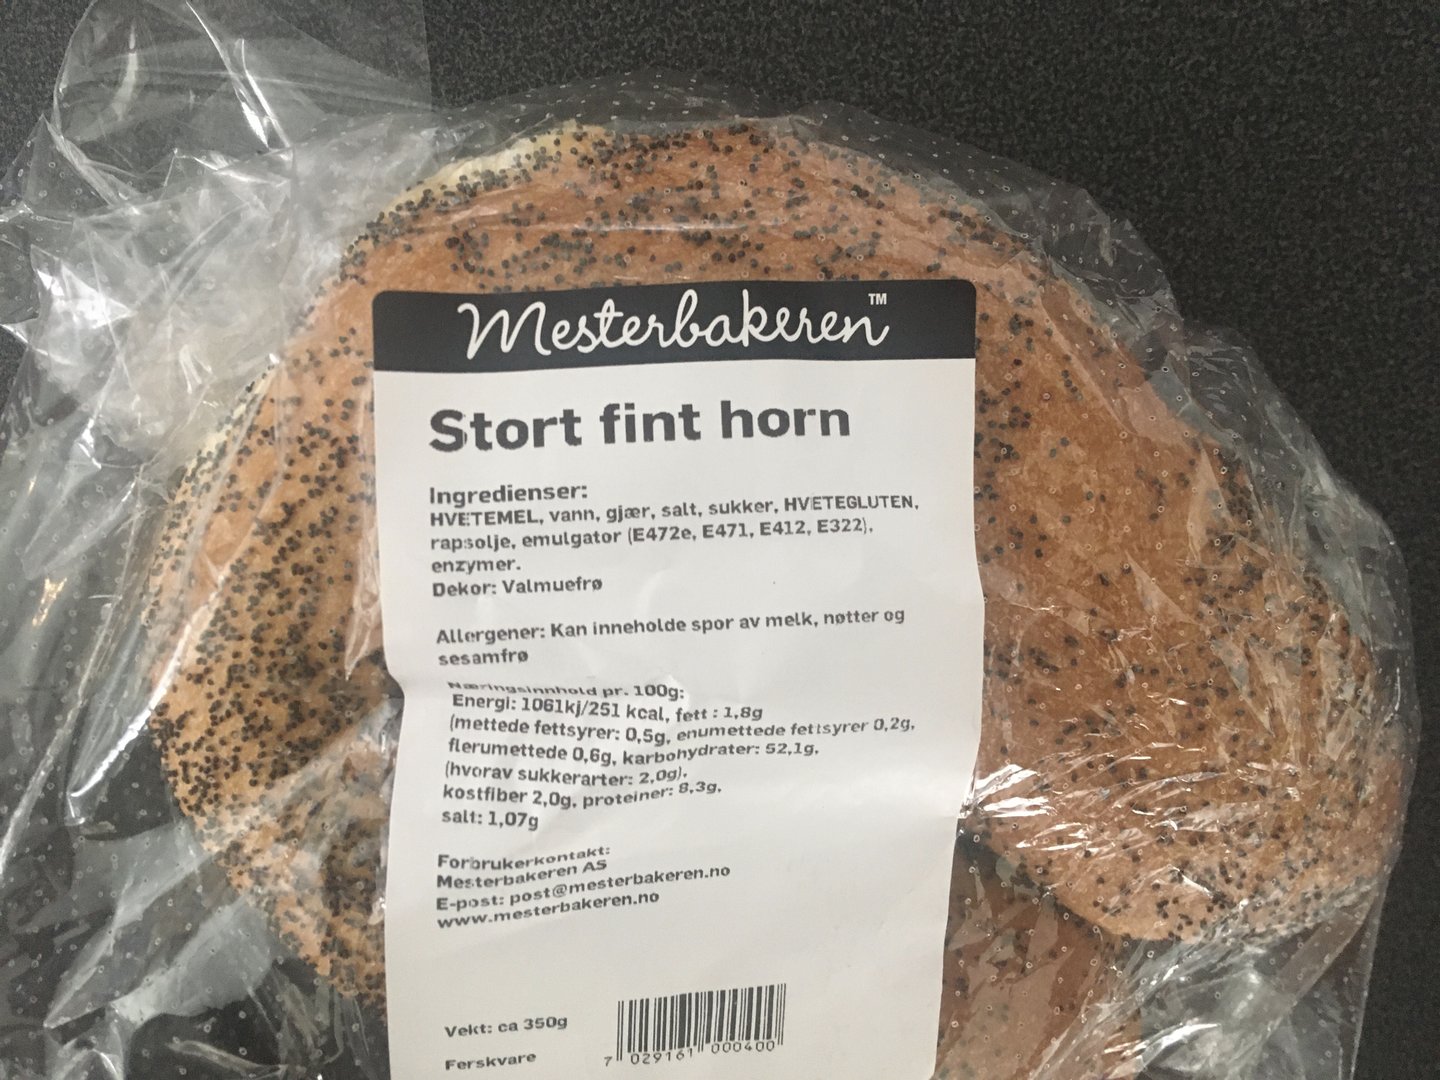 Mesterbakeren™
Stort fint horn
Ingredienser:
HVETEMEL, vann, gjær, salt, sukker, HVETEGLUTEN,
rapsolje, emulgator (E472e, E471, E412, E322),
enzymer.
Dekor: Valmuefrø
Allergener: Kan inneholde spor av melk, nøtter og
sesamfrø
Næringsinnhold pr. 100g:
Energi: 1061kj/251 kcal, fett : 1,8g
(mettede fettsyrer: 0,5g, enumettede fettsyrer 0,2g,
flerumettede 0,6g, karbohydrater: 52,1g,
(hvorav sukkerarter: 2,0g),
kostfiber 2,0g, proteiner: 8,3g,
salt: 1,07g
Forbrukerkontakt:
Mesterbakeren AS
E-post: post@mesterbakeren.no
www.mesterbakeren.no
Vekt: ca 350g
Ferskvare
7 029161 000400